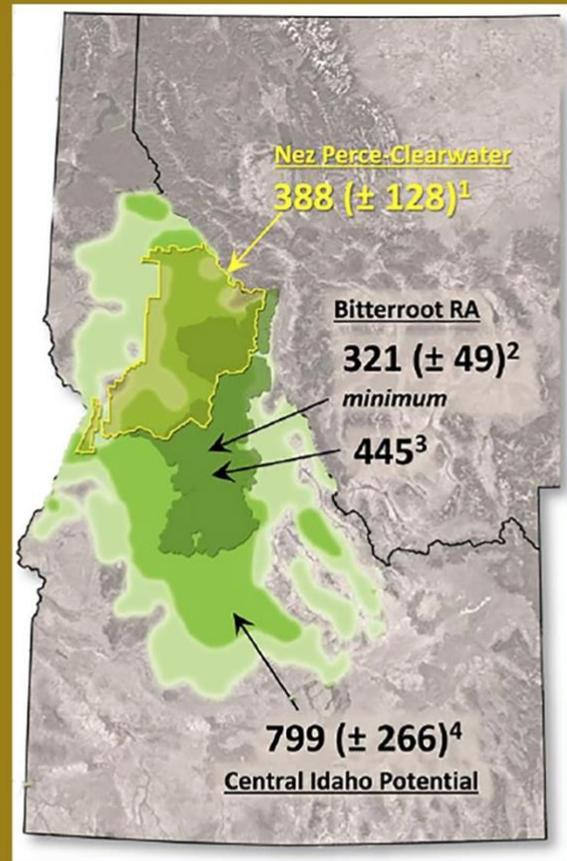 Nez Perce-Clearwater
388 (± 128)¹
Bitterroot RA
321 (± 49)²
minimum
445³
799 (± 266)⁴
Central Idaho Potential